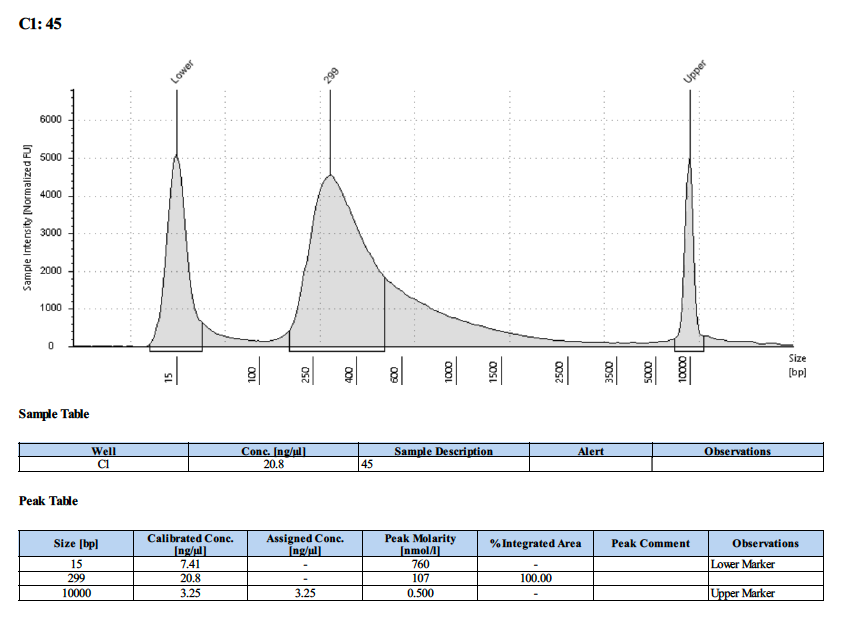 C1: 45
Lower
299
Upper
Sample Intensity [Normalized FU]
6000
5000
4000
3000
2000
1000
0
15
100
250
400
600
1000
1500
2500
3500
5000
10000
Size
[bp]
Sample Table
Well Conc. [ng/µl] Sample Description Alert Observations
C1 20.8 45
Peak Table
Size [bp] Calibrated Conc. [ng/µl] Assigned Conc. [ng/µl] Peak Molarity [nmol/l] % Integrated Area Peak Comment Observations
15 7.41 - 760 - Lower Marker
299 20.8 - 107 100.00
10000 3.25 3.25 0.500 - Upper Marker